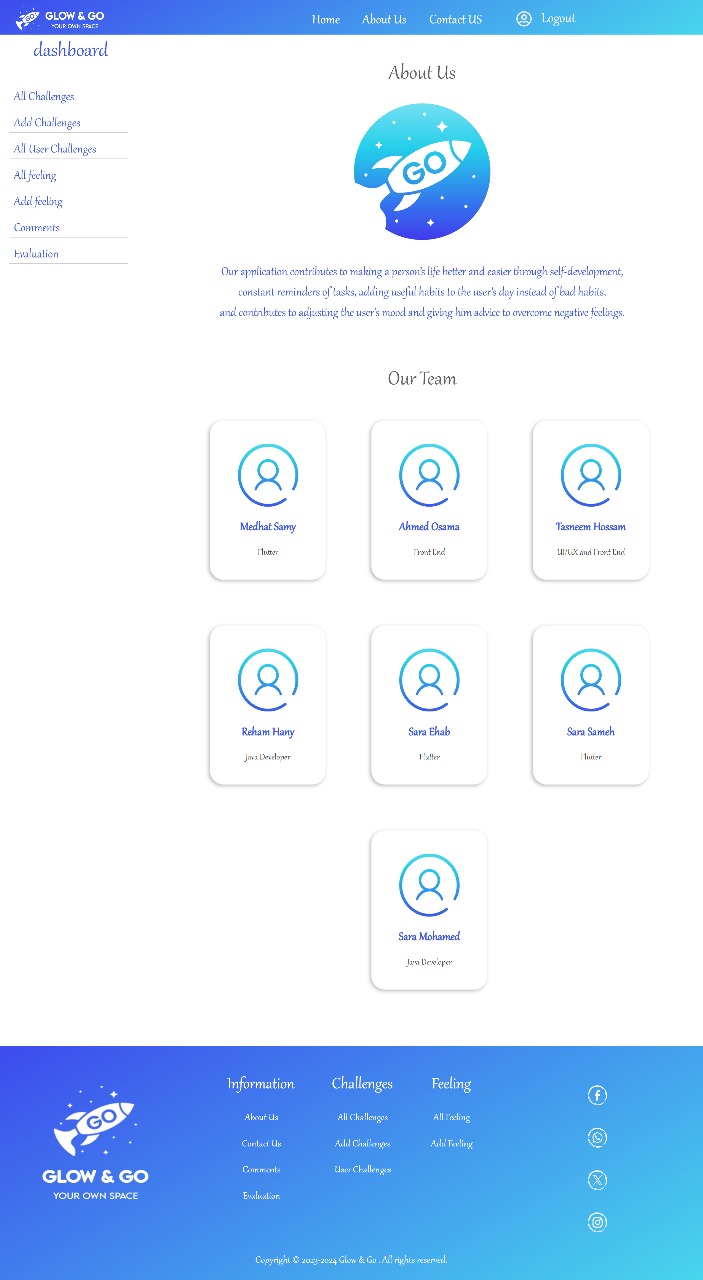 GO
GLOW & GO
YOUR OWN SPACE
Home About Us Contact US Logout
dashboard
All Challenges
Add Challenges
All User Challenges
All feeling
Add feeling
Comments
Evaluation
About Us
GO
Our application contributes to making a person's life better and easier through self-development,
constant reminders of tasks, adding useful habits to the user's day instead of bad habits,
and contributes to adjusting the user's mood and giving him advice to overcome negative feelings.
Our Team
Medhat Samy
Flutter
Ahmed Osama
Front End
Tasneem Hossam
UI/UX and Front End
Reham Hany
Java Developer
Sara Ehab
Flutter
Sara Sameh
Flutter
Sara Mohamed
Java Developer
GO
GLOW & GO
YOUR OWN SPACE
Information
About Us
Contact Us
Comments
Evaluation
Challenges
All Challenges
Add Challenges
User Challenges
Feeling
All Feeling
Add Feeling
Copyright © 2023-2024 Glow & Go . All rights reserved.